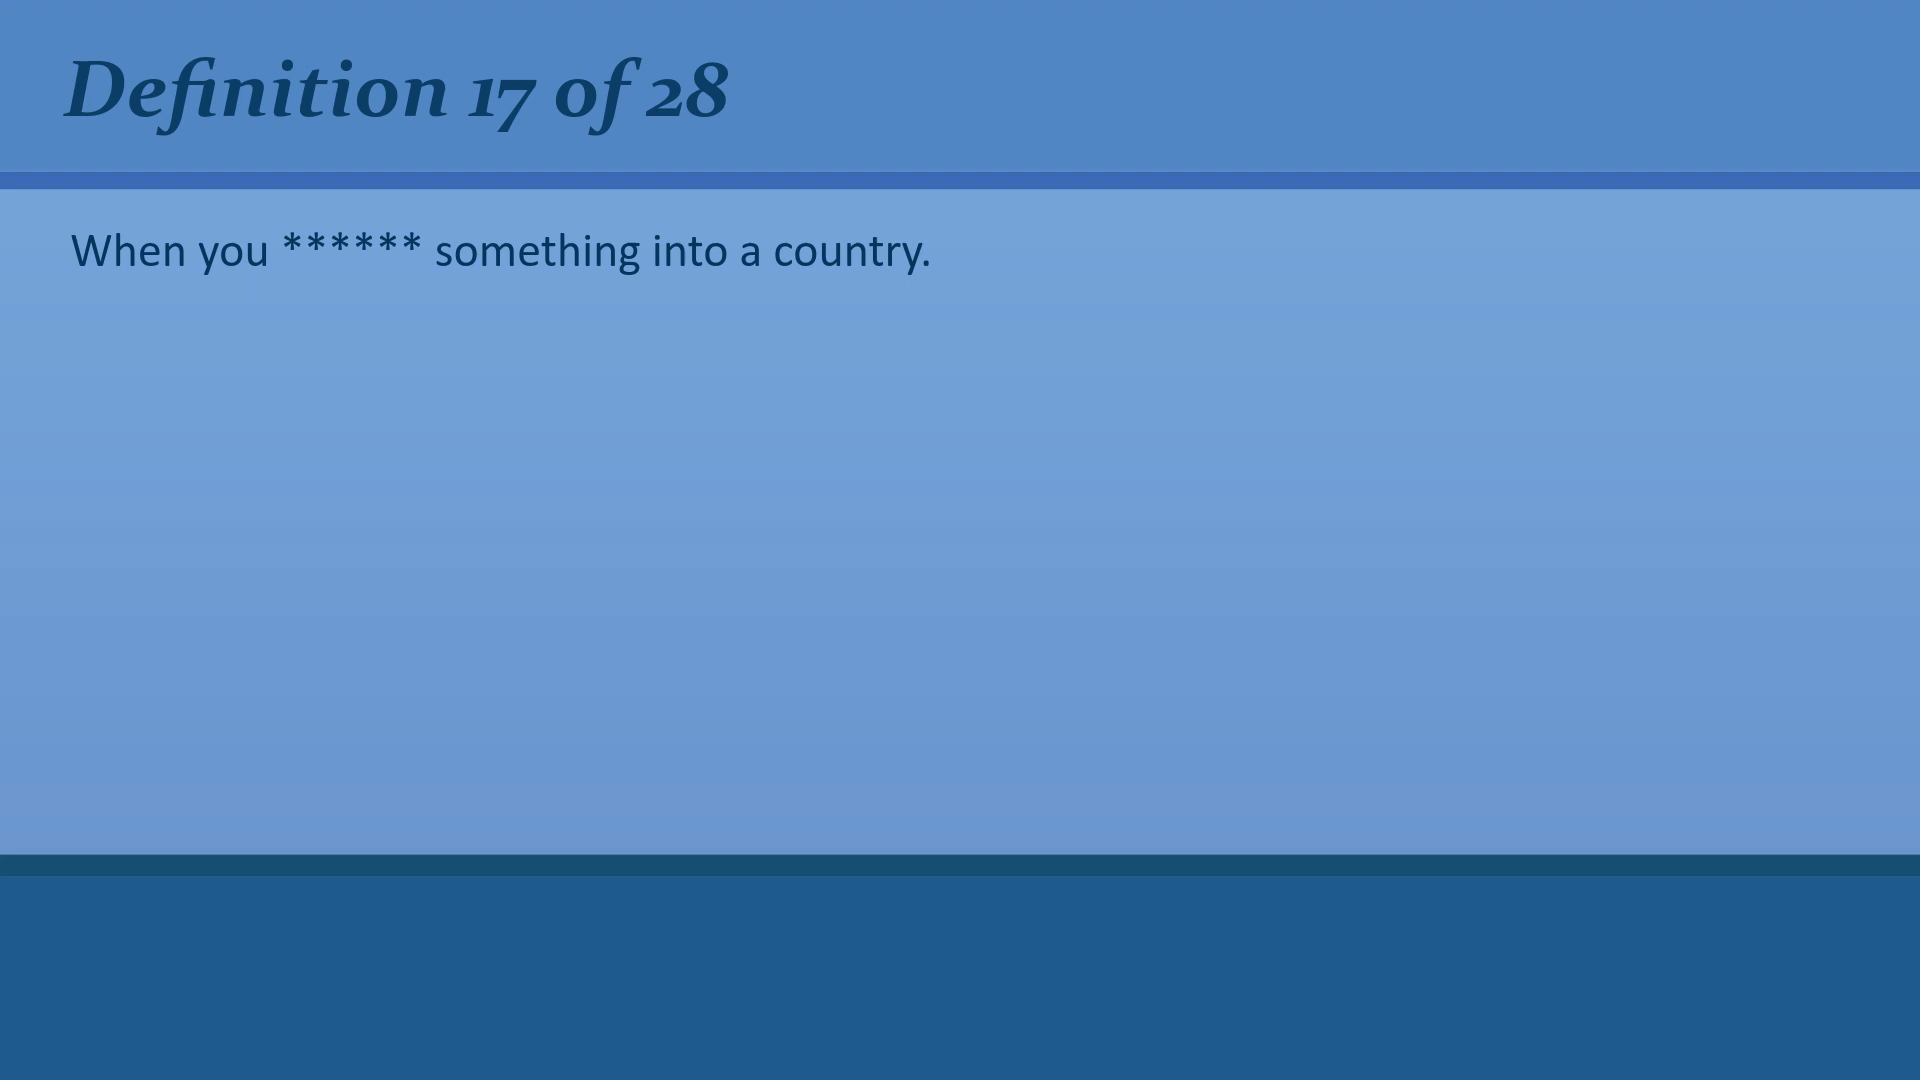 Definition 17 of 28
When you ****** something into a country.